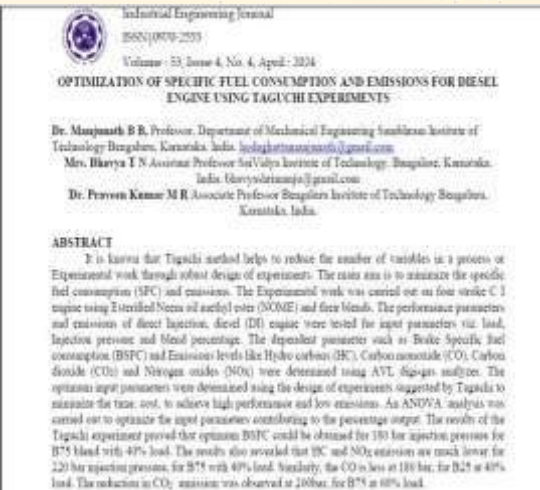 Industrial Engineering Journal
ISSN: 0970-2555
Volume : 53, Issue 4, No. 4, April : 2024
OPTIMIZATION OF SPECIFIC FUEL CONSUMPTION AND EMISSIONS FOR DIESEL
ENGINE USING TAGUCHI EXPERIMENTS
Dr. Manjunath B B, Professor, Department of Mechanical Engineering Sambhram Institute of
Technology Bengaluru, Karnataka, India.
Mrs. Bhavya T N Assistant Professor SaiVidya Institute of Technology, Bangalore, Karnataka,
India.
Dr. Praveen Kumar M R Associate Professor Bengaluru Institute of Technology Bengaluru,
Karnataka, India.
ABSTRACT
It is known that Taguchi method helps to reduce the number of variables in a process or
Experimental work through robust design of experiments. The main aim is to minimize the specific
fuel consumption (SFC) and emissions. The Experimental work was carried out on four stroke C I
engine using Esterified Neem oil methyl ester (NOME) and their blends. The performance parameters
and emissions of direct Injection, diesel (DI) engine were tested for input parameters viz. load,
Injection pressure and blend percentage. The dependent parameter such as Brake Specific fuel
consumption (BSFC) and Emissions levels like Hydro carbons (HC), Carbon monoxide (CO), Carbon
dioxide (CO₂) and Nitrogen oxides (NOx) were determined using AVL digas analyzer. The
optimum input parameters were determined using the design of experiments suggested by Taguchi to
minimize the time, cost, to achieve high performance and low emissions. An ANOVA analysis was
carried out to optimize the input parameters contributing to the percentage output. The results of the
Taguchi experiment proved that optimum BSFC could be obtained for 180 bar injection pressure for
B75 blend with 40% load. The results also revealed that HC and NOx emission are much lower for
220 bar injection pressure, for B75 with 40% load. Similarly, the CO is less at 180 bar, for B25 at 40%
load. The reduction in CO₂ emission was observed at 200bar, for B75 at 60% load.